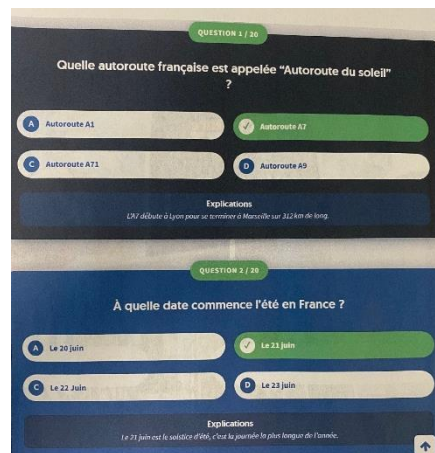 QUESTION 1 / 20
Quelle autoroute française est appelée “Autoroute du soleil”
?
A Autoroute A1
Autoroute A7
C Autoroute A71
D Autoroute A9
Explications
L'A7 débute à Lyon pour se terminer à Marseille sur 312 km de long.
QUESTION 2 / 20
À quelle date commence l'été en France ?
A Le 20 juin
Le 21 juin
C Le 22 Juin
D Le 23 juin
Explications
Le 21 juin est le solstice d'été, c'est la journée la plus longue de l'année.